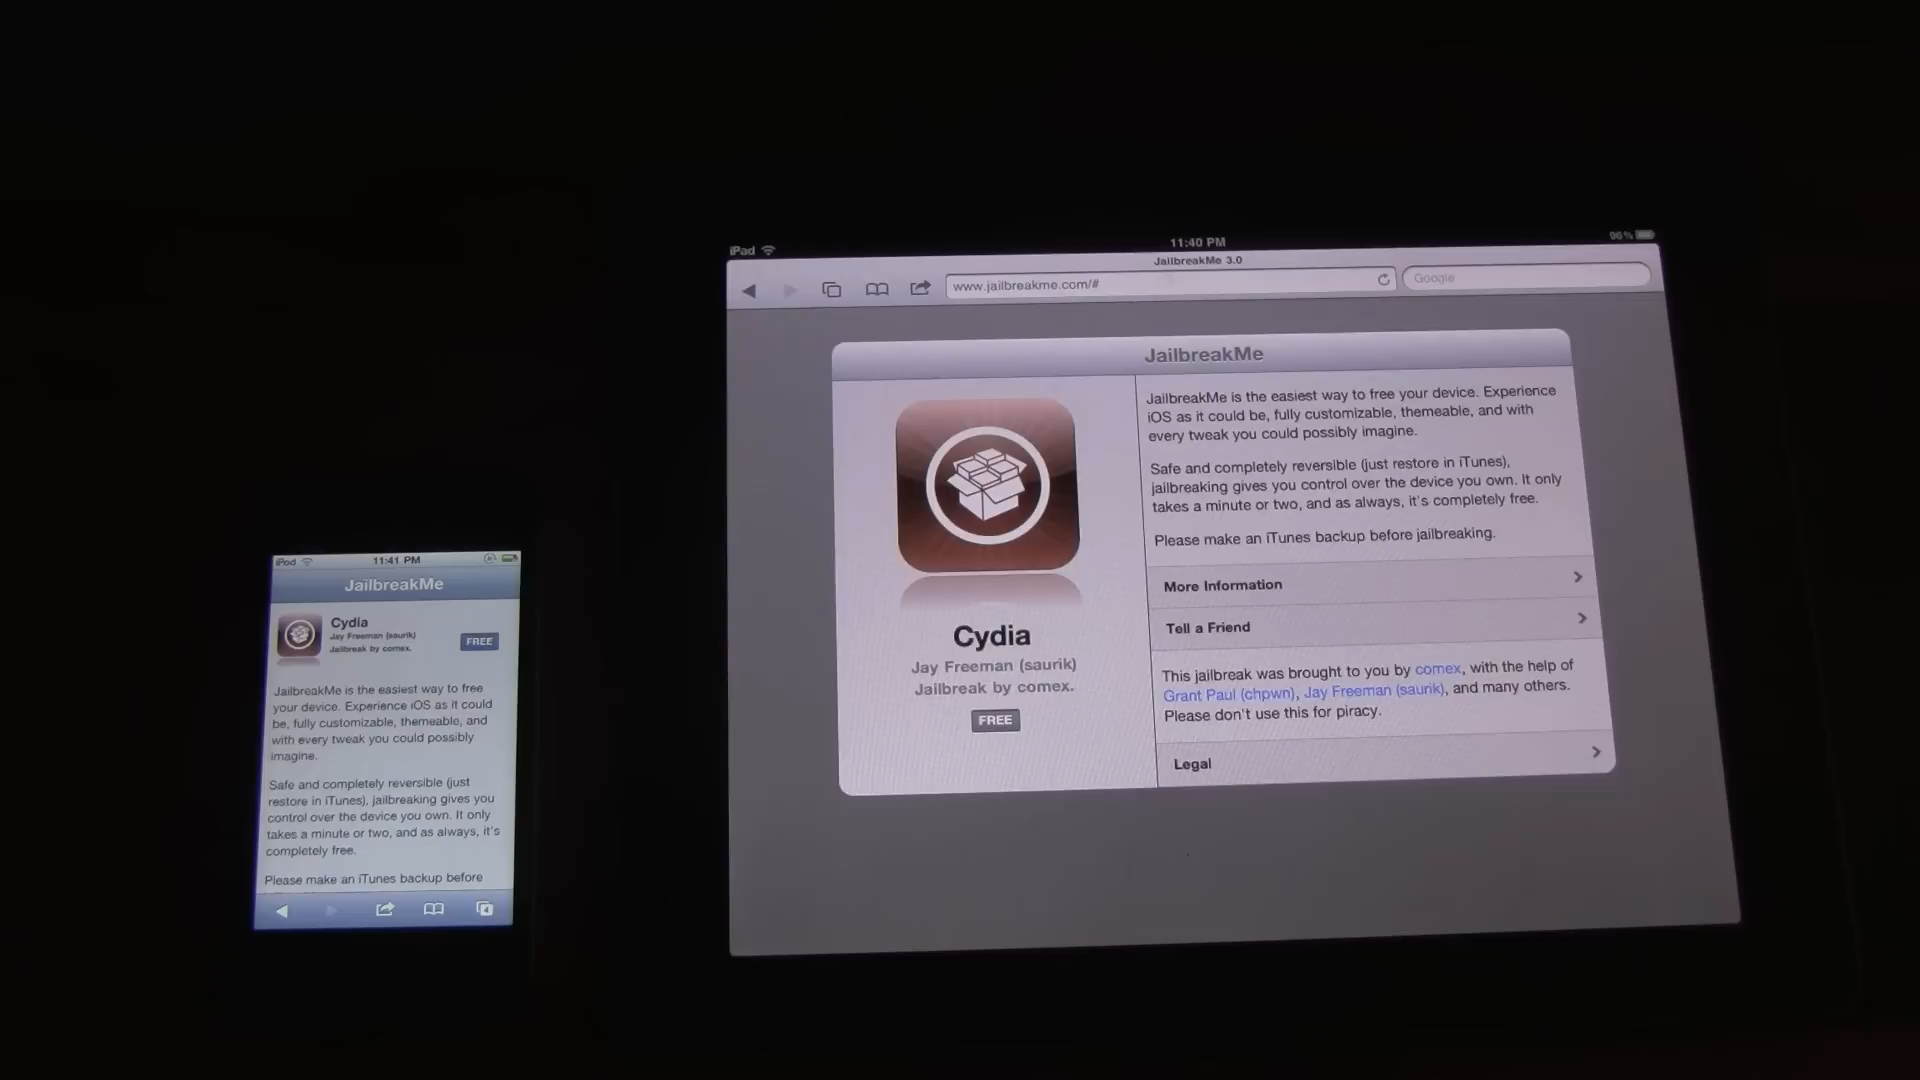 iPod
11:41 PM
JailbreakMe
Cydia
Jay Freeman (saurik)
Jailbreak by comex.
FREE
JailbreakMe is the easiest way to free
your device. Experience iOS as it could
be, fully customizable, themeable, and
with every tweak you could possibly
imagine.
Safe and completely reversible (just
restore in iTunes), jailbreaking gives you
control over the device you own. It only
takes a minute or two, and as always, it's
completely free.
Please make an iTunes backup before
iPad
11:40 PM
96%
JailbreakMe 3.0
www.jailbreakme.com/#
Google
JailbreakMe
Cydia
Jay Freeman (saurik)
Jailbreak by comex.
FREE
JailbreakMe is the easiest way to free your device. Experience
iOS as it could be, fully customizable, themeable, and with
every tweak you could possibly imagine.
Safe and completely reversible (just restore in iTunes),
jailbreaking gives you control over the device you own. It only
takes a minute or two, and as always, it's completely free.
Please make an iTunes backup before jailbreaking.
More Information
Tell a Friend
This jailbreak was brought to you by comex, with the help of
Grant Paul (chpwn), Jay Freeman (saurik), and many others.
Please don't use this for piracy.
Legal